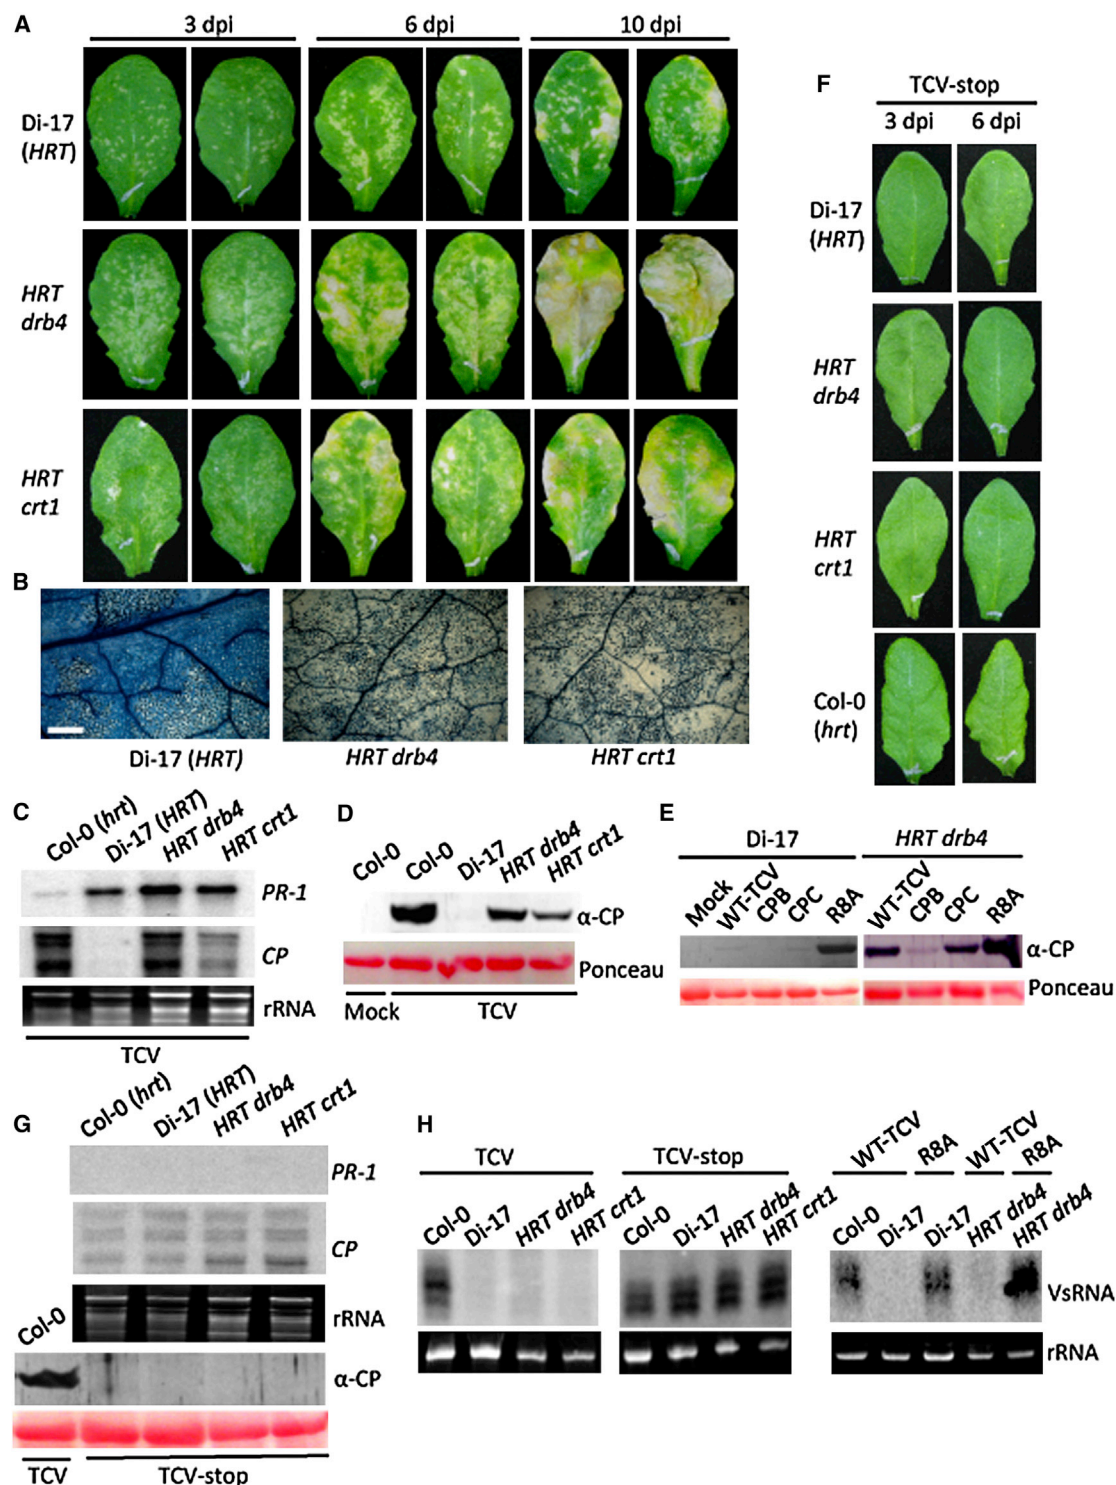 A
3 dpi 6 dpi 10 dpi
Di-17
(HRT)
HRT
drb4
HRT
crt1
B
Di-17 (HRT) HRT drb4 HRT crt1
C
Col-0 (hrt) Di-17 (HRT) HRT drb4 HRT crt1
PR-1
CP
rRNA
TCV
D
Col-0 Col-0 Di-17 HRT drb4 HRT crt1
α-CP
Ponceau
Mock TCV
E
Di-17 HRT drb4
Mock WT-TCV CPB CPC R8A WT-TCV CPB CPC R8A
α-CP
Ponceau
F
TCV-stop
3 dpi 6 dpi
Di-17
(HRT)
HRT
drb4
HRT
crt1
Col-0
(hrt)
G
Col-0 (hrt) Di-17 (HRT) HRT drb4 HRT crt1
PR-1
CP
rRNA
Col-0
α-CP
TCV TCV-stop
H
TCV TCV-stop WT-TCV R8A WT-TCV R8A
Col-0 Di-17 HRT drb4 HRT crt1 Col-0 Di-17 HRT drb4 HRT crt1 Col-0 Di-17 Di-17 HRT drb4 HRT drb4
VsRNA
rRNA